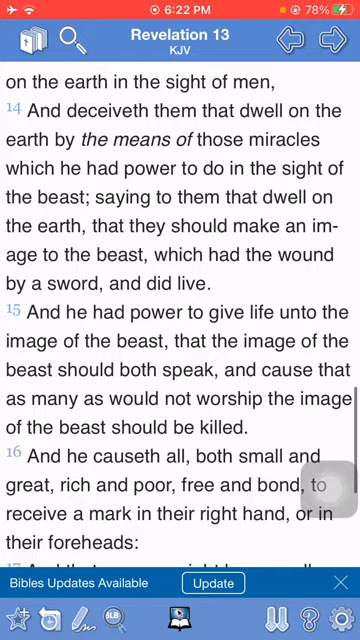 6:22 PM
78%
Revelation 13
KJV
on the earth in the sight of men,
14 And deceiveth them that dwell on the
earth by the means of those miracles
which he had power to do in the sight of
the beast; saying to them that dwell on
the earth, that they should make an im-
age to the beast, which had the wound
by a sword, and did live.
15 And he had power to give life unto the
image of the beast, that the image of the
beast should both speak, and cause that
as many as would not worship the image
of the beast should be killed.
16 And he causeth all, both small and
great, rich and poor, free and bond, to
receive a mark in their right hand, or in
their foreheads:
Bibles Updates Available
Update